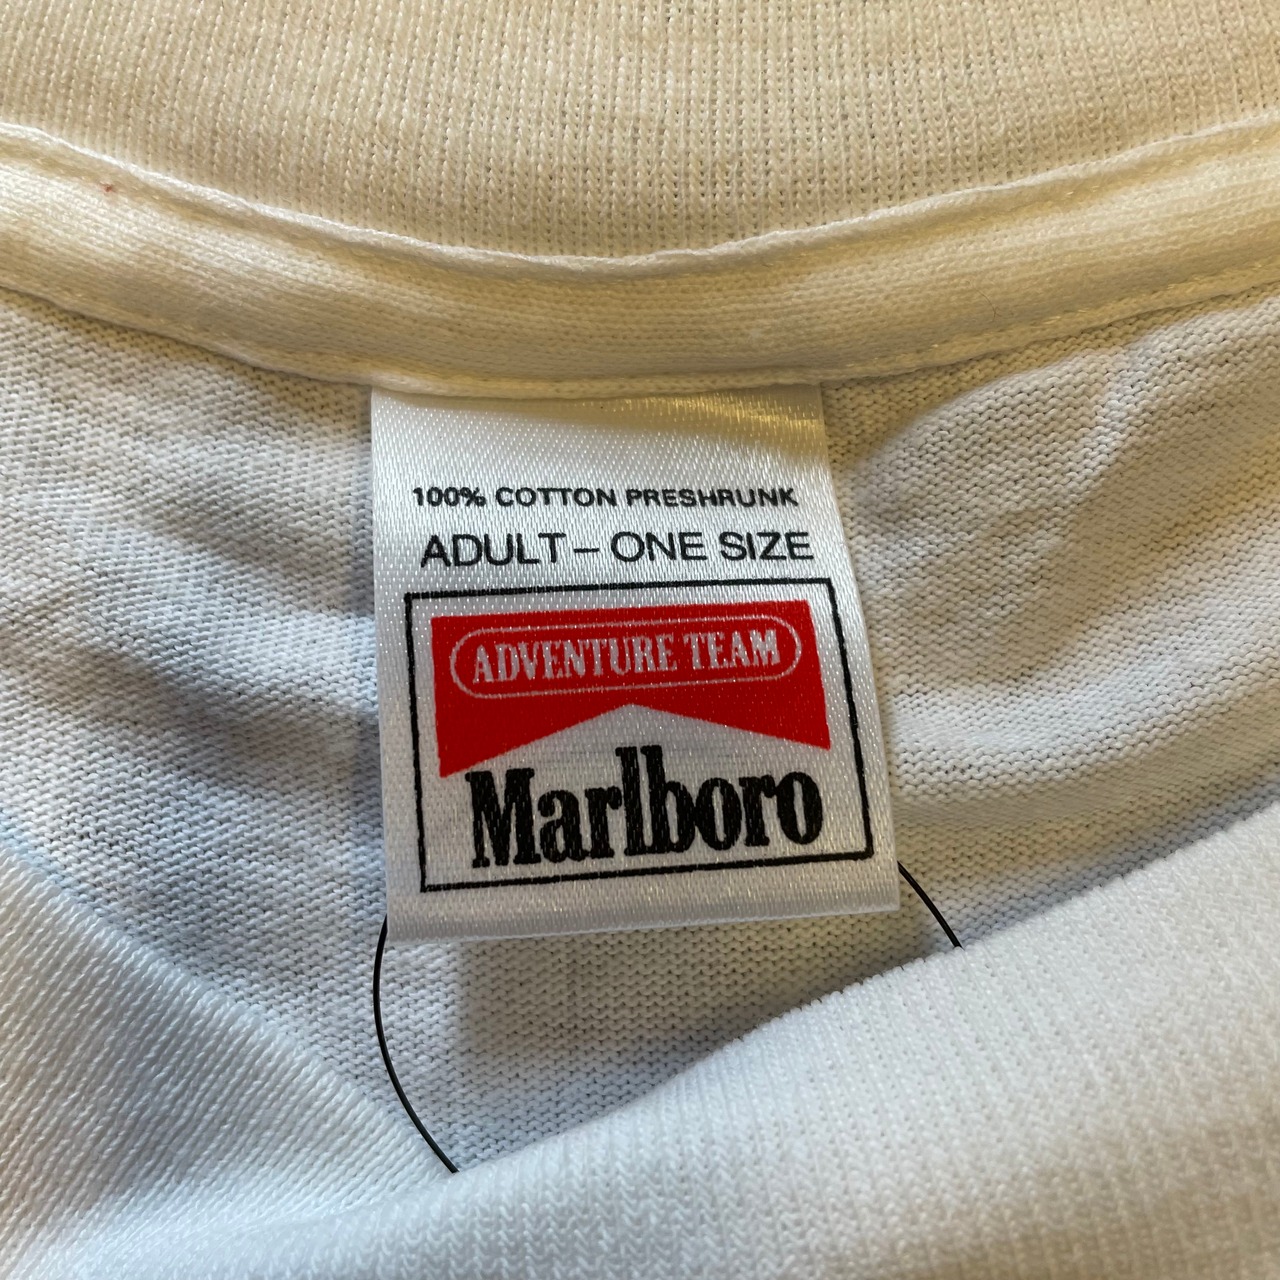 100% COTTON PRESHRUNK
ADULT – ONE SIZE
ADVENTURE TEAM
Marlboro